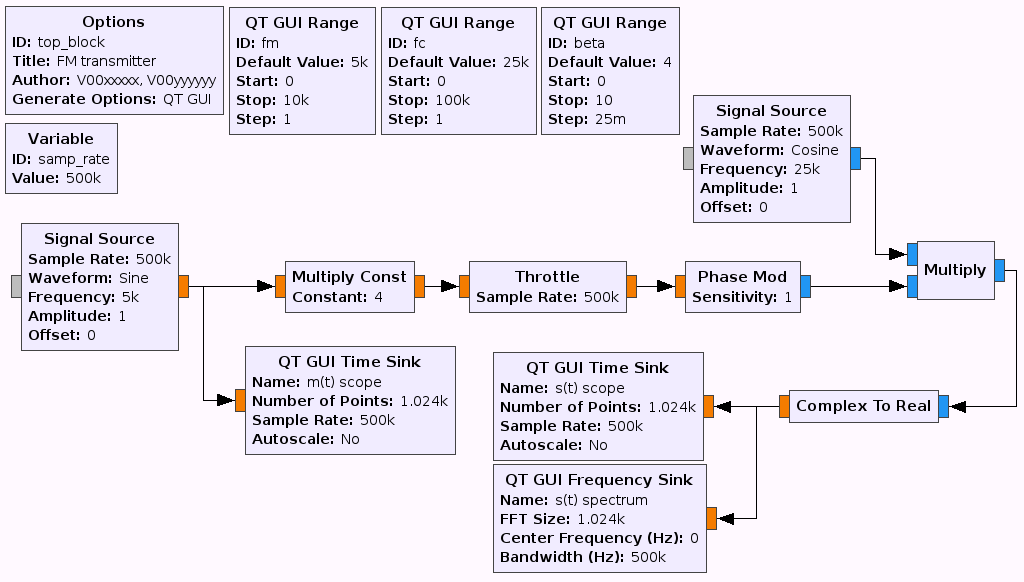 Options
ID: top_block
Title: FM transmitter
Author: V00xxxxx, V00yyyyyy
Generate Options: QT GUI
QT GUI Range
ID: fm
Default Value: 5k
Start: 0
Stop: 10k
Step: 1
QT GUI Range
ID: fc
Default Value: 25k
Start: 0
Stop: 100k
Step: 1
QT GUI Range
ID: beta
Default Value: 4
Start: 0
Stop: 10
Step: 25m
Variable
ID: samp_rate
Value: 500k
Signal Source
Sample Rate: 500k
Waveform: Cosine
Frequency: 25k
Amplitude: 1
Offset: 0
Signal Source
Sample Rate: 500k
Waveform: Sine
Frequency: 5k
Amplitude: 1
Offset: 0
Multiply Const
Constant: 4
Throttle
Sample Rate: 500k
Phase Mod
Sensitivity: 1
Multiply
QT GUI Time Sink
Name: m(t) scope
Number of Points: 1.024k
Sample Rate: 500k
Autoscale: No
QT GUI Time Sink
Name: s(t) scope
Number of Points: 1.024k
Sample Rate: 500k
Autoscale: No
Complex To Real
QT GUI Frequency Sink
Name: s(t) spectrum
FFT Size: 1.024k
Center Frequency (Hz): 0
Bandwidth (Hz): 500k